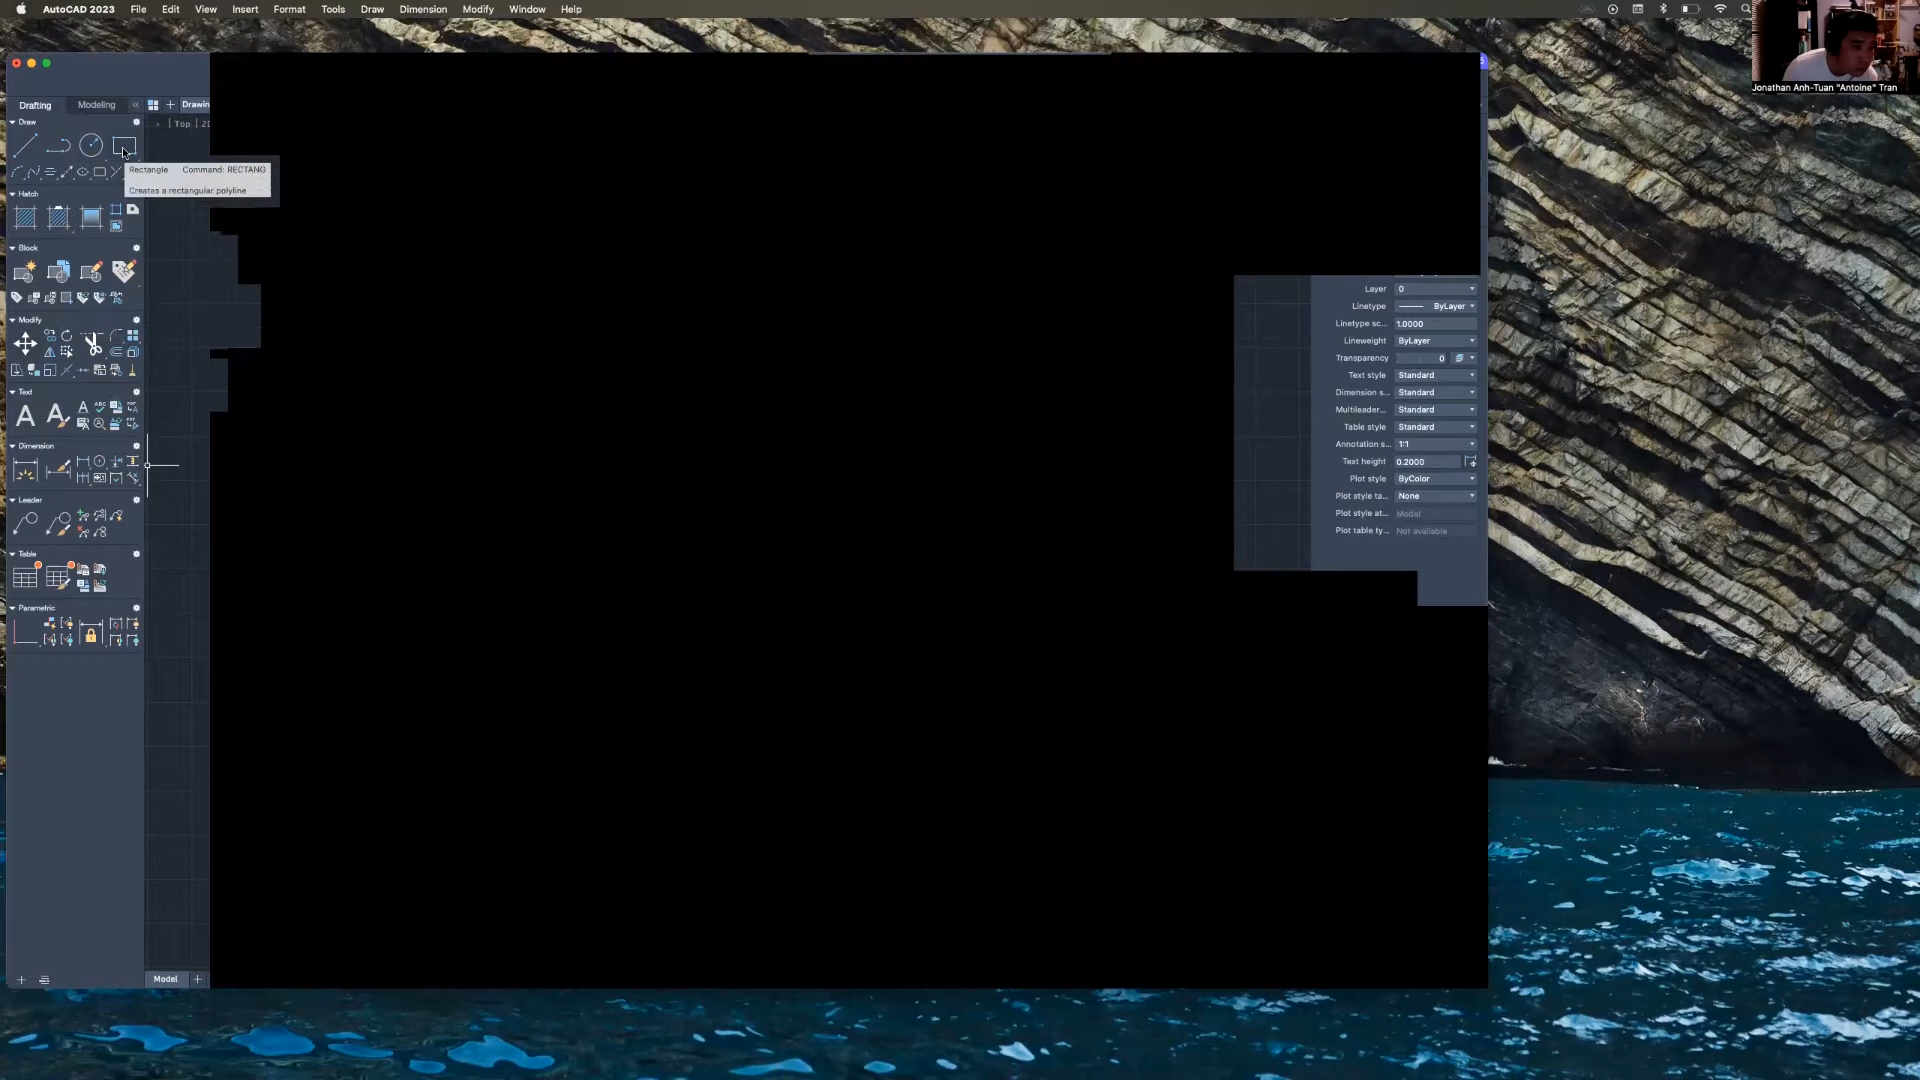 AutoCAD 2023 File Edit View Insert Format Tools Draw Dimension Modify Window Help
Jonathan Anh-Tuan "Antoine" Tran
Drafting Modeling
Drawin
Top
Draw
Rectangle Command: RECTANG
Creates a rectangular polyline
Hatch
Block
Modify
Text
Dimension
Leader
Table
Parametric
Model
Layer 0
Linetype ByLayer
Linetype sc... 1.0000
Lineweight ByLayer
Transparency 0
Text style Standard
Dimension s... Standard
Multileader... Standard
Table style Standard
Annotation s... 1:1
Text height 0.2000
Plot style ByColor
Plot style ta... None
Plot style at... Model
Plot table ty... Not available